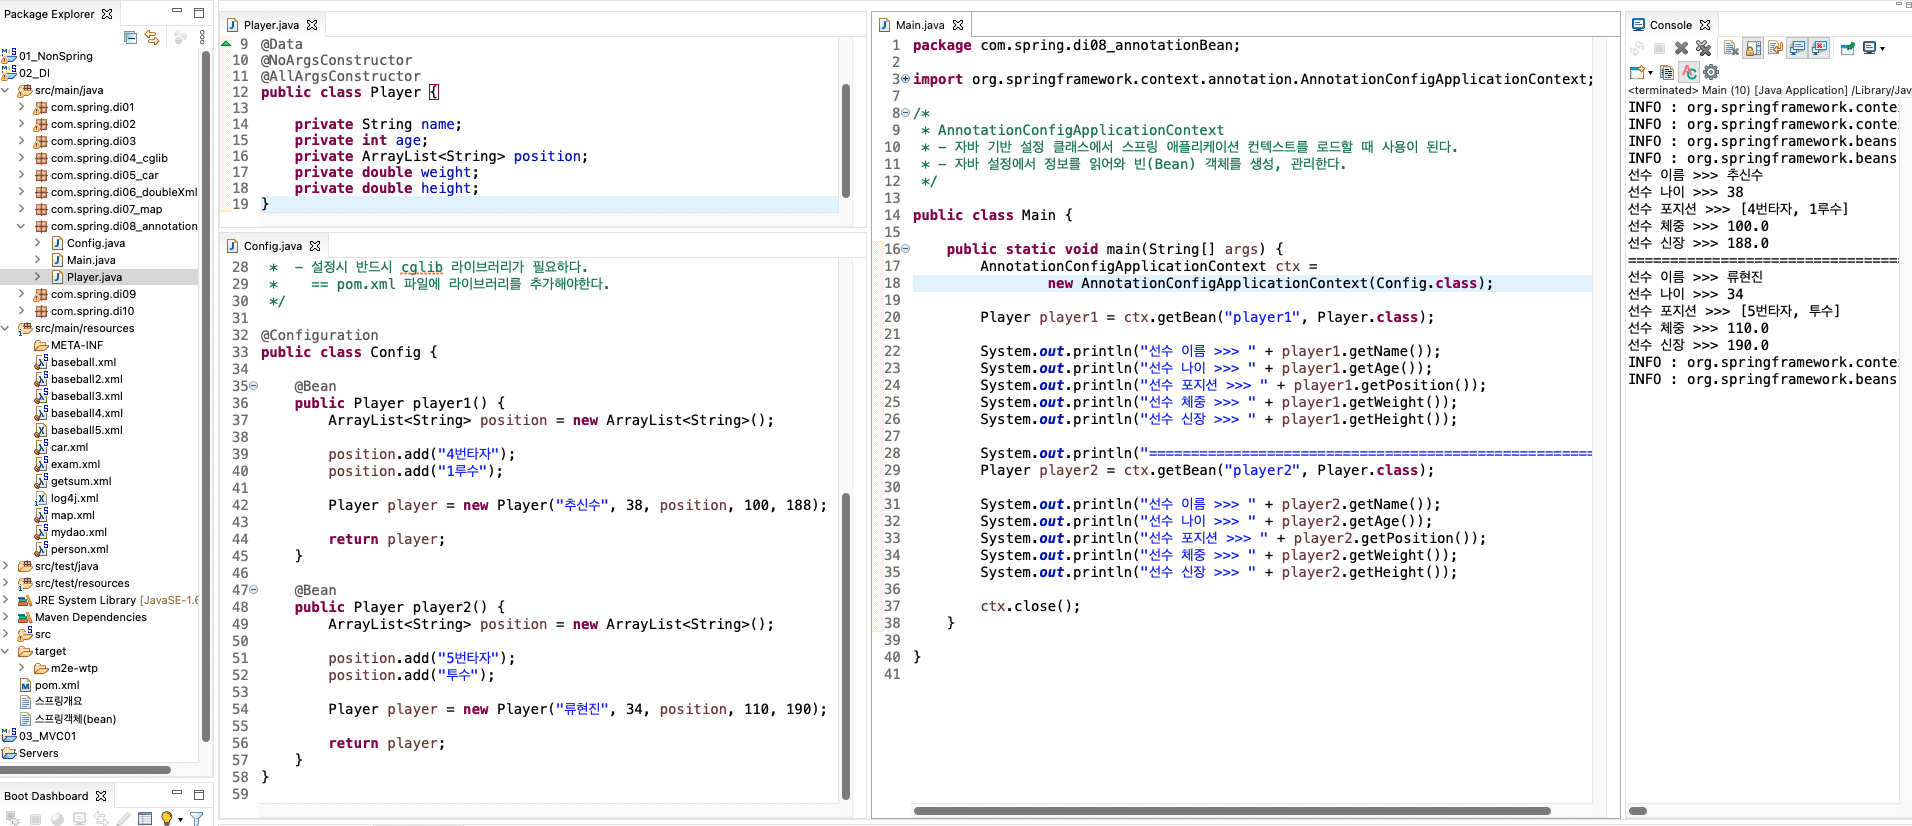 Package Explorer
01_NonSpring
02_DI
src/main/java
com.spring.di01
com.spring.di02
com.spring.di03
com.spring.di04_cglib
com.spring.di05_car
com.spring.di06_doubleXml
com.spring.di07_map
com.spring.di08_annotation
Config.java
Main.java
Player.java
com.spring.di09
com.spring.di10
src/main/resources
META-INF
baseball.xml
baseball2.xml
baseball3.xml
baseball4.xml
baseball5.xml
car.xml
exam.xml
getsum.xml
log4j.xml
map.xml
mydao.xml
person.xml
src/test/java
src/test/resources
JRE System Library [JavaSE-1.6
Maven Dependencies
src
target
m2e-wtp
pom.xml
스프링개요
스프링객체(bean)
03_MVC01
Servers
Boot Dashboard
Player.java
9 @Data
10 @NoArgsConstructor
11 @AllArgsConstructor
12 public class Player {
13
14 private String name;
15 private int age;
16 private ArrayList<String> position;
17 private double weight;
18 private double height;
19 }
Config.java
28 * - 설정시 반드시 cglib 라이브러리가 필요하다.
29 * == pom.xml 파일에 라이브러리를 추가해야한다.
30 */
31
32 @Configuration
33 public class Config {
34
35 @Bean
36 public Player player1() {
37 ArrayList<String> position = new ArrayList<String>();
38
39 position.add("4번타자");
40 position.add("1루수");
41
42 Player player = new Player("추신수", 38, position, 100, 188);
43
44 return player;
45 }
46
47 @Bean
48 public Player player2() {
49 ArrayList<String> position = new ArrayList<String>();
50
51 position.add("5번타자");
52 position.add("투수");
53
54 Player player = new Player("류현진", 34, position, 110, 190);
55
56 return player;
57 }
58 }
59
Main.java
1 package com.spring.di08_annotationBean;
2
3 import org.springframework.context.annotation.AnnotationConfigApplicationContext;
7
8 /*
9 * AnnotationConfigApplicationContext
10 * - 자바 기반 설정 클래스에서 스프링 애플리케이션 컨텍스트를 로드할 때 사용이 된다.
11 * - 자바 설정에서 정보를 읽어와 빈(Bean) 객체를 생성, 관리한다.
12 */
13
14 public class Main {
15
16 public static void main(String[] args) {
17 AnnotationConfigApplicationContext ctx =
18 new AnnotationConfigApplicationContext(Config.class);
19
20 Player player1 = ctx.getBean("player1", Player.class);
21
22 System.out.println("선수 이름 >>> " + player1.getName());
23 System.out.println("선수 나이 >>> " + player1.getAge());
24 System.out.println("선수 포지션 >>> " + player1.getPosition());
25 System.out.println("선수 체중 >>> " + player1.getWeight());
26 System.out.println("선수 신장 >>> " + player1.getHeight());
27
28 System.out.println("=====================================================
29 Player player2 = ctx.getBean("player2", Player.class);
30
31 System.out.println("선수 이름 >>> " + player2.getName());
32 System.out.println("선수 나이 >>> " + player2.getAge());
33 System.out.println("선수 포지션 >>> " + player2.getPosition());
34 System.out.println("선수 체중 >>> " + player2.getWeight());
35 System.out.println("선수 신장 >>> " + player2.getHeight());
36
37 ctx.close();
38 }
39
40 }
41
Console
<terminated> Main (10) [Java Application] /Library/Jav
INFO : org.springframework.conte
INFO : org.springframework.conte
INFO : org.springframework.beans
INFO : org.springframework.beans
선수 이름 >>> 추신수
선수 나이 >>> 38
선수 포지션 >>> [4번타자, 1루수]
선수 체중 >>> 100.0
선수 신장 >>> 188.0
================================
선수 이름 >>> 류현진
선수 나이 >>> 34
선수 포지션 >>> [5번타자, 투수]
선수 체중 >>> 110.0
선수 신장 >>> 190.0
INFO : org.springframework.conte
INFO : org.springframework.beans